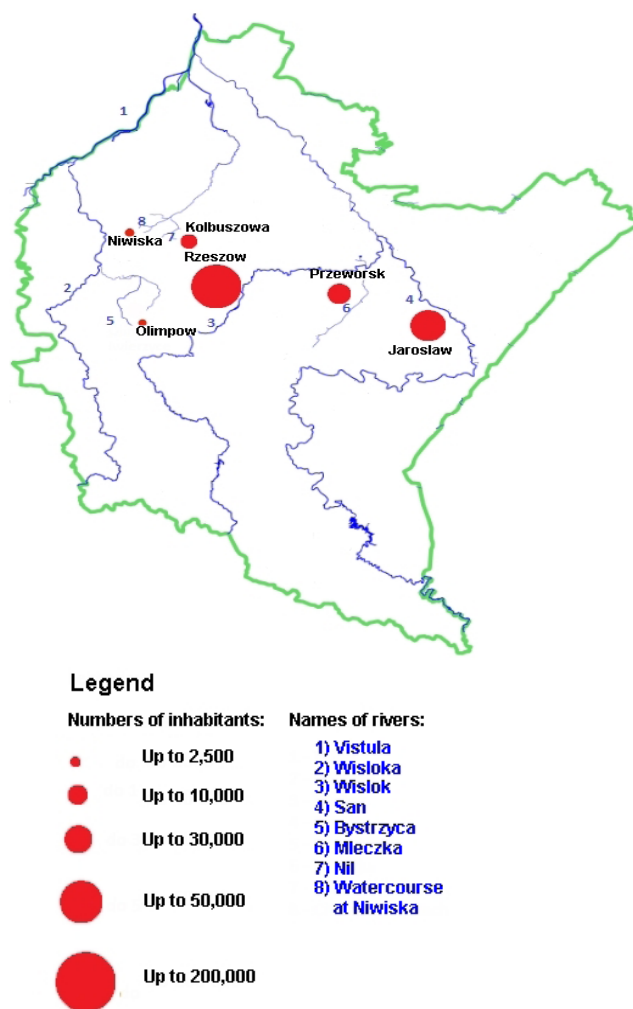 1
8
Niwiska
Kolbuszowa
7
Rzeszow
2
Przeworsk
6
4
5
Olimpow
3
Jaroslaw
Legend
Numbers of inhabitants:
Up to 2,500
Up to 10,000
Up to 30,000
Up to 50,000
Up to 200,000
Names of rivers:
1) Vistula
2) Wisloka
3) Wislok
4) San
5) Bystrzyca
6) Mleczka
7) Nil
8) Watercourse
at Niwiska